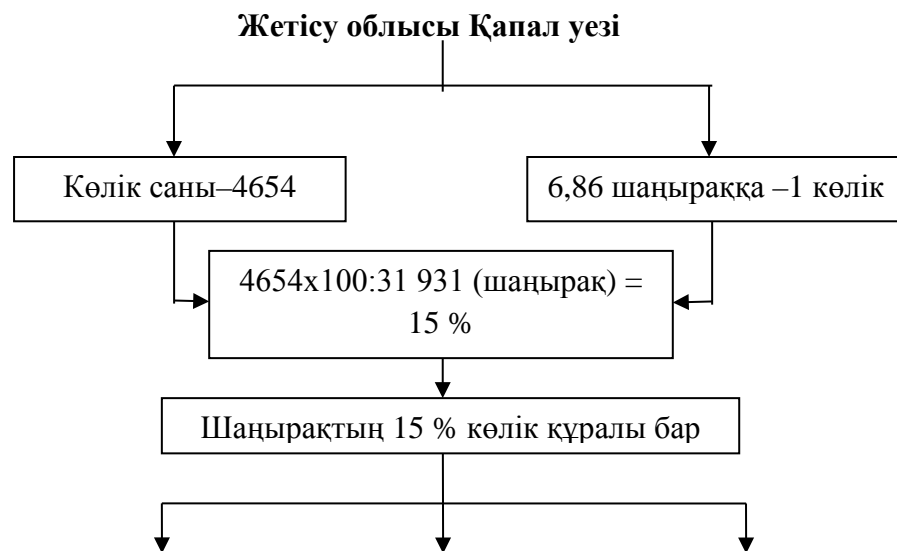 Жетісу облысы Қапал уезі
Көлік саны–4654
6,86 шаңыраққа –1 көлік
4654х100:31 931 (шаңырақ) =
15 %
Шаңырақтың 15 % көлік құралы бар